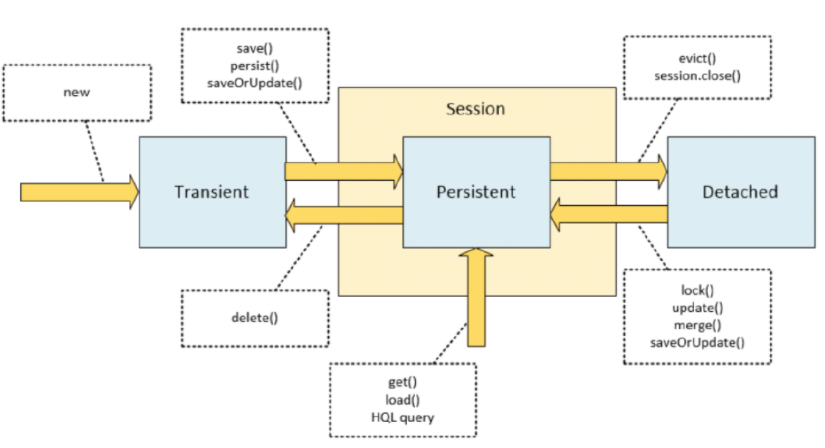 save()
persist()
saveOrUpdate()
evict()
session.close()
new
Session
Transient
Persistent
Detached
delete()
lock()
update()
merge()
saveOrUpdate()
get()
load()
HQL query